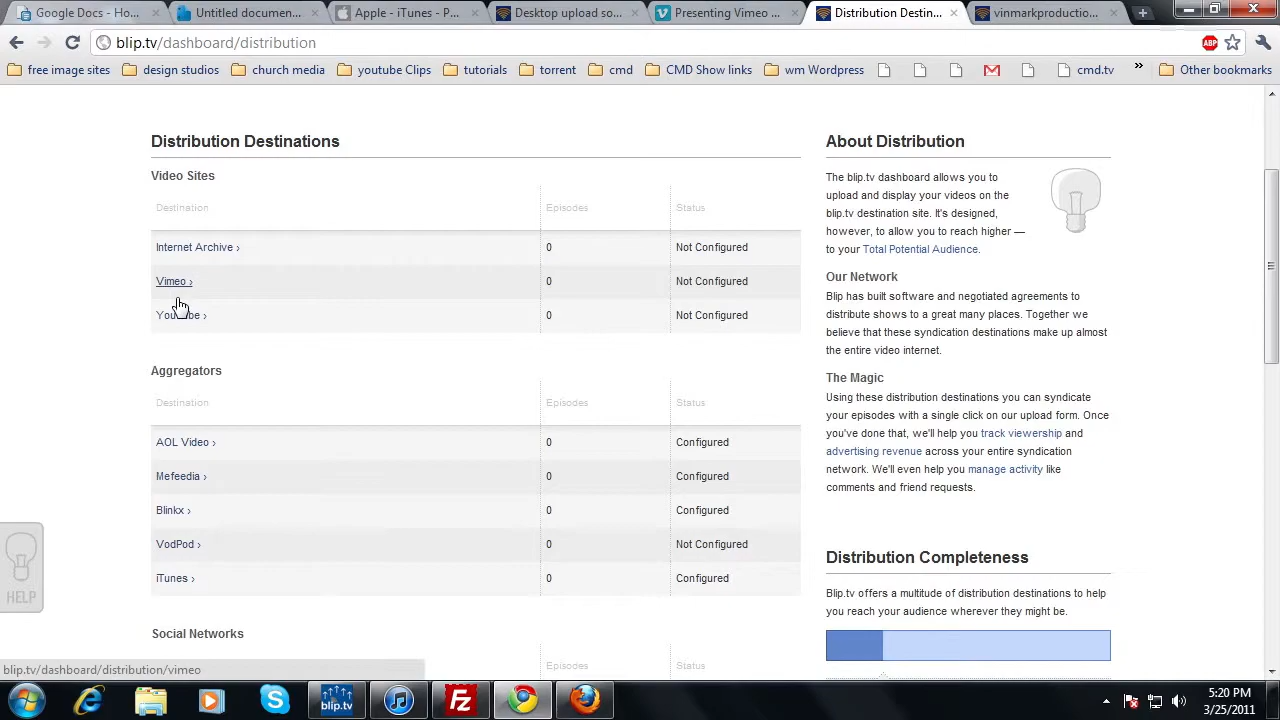 Google Docs - Ho
Untitled documen
Apple - iTunes - P
Desktop upload so
Presenting Vimeo
Distribution Destin
vinmarkproductio
blip.tv/dashboard/distribution
ABP
free image sites
design studios
church media
youtube Clips
tutorials
torrent
cmd
CMD Show links
wm Wordpress
cmd.tv
»
Other bookmarks
Distribution Destinations
Video Sites
Destination Episodes Status
Internet Archive › 0 Not Configured
Vimeo › 0 Not Configured
YouTube › 0 Not Configured
Aggregators
Destination Episodes Status
AOL Video › 0 Configured
Mefeedia › 0 Configured
Blinkx › 0 Configured
VodPod › 0 Not Configured
iTunes › 0 Configured
Social Networks
Episodes Status
About Distribution
The blip.tv dashboard allows you to
upload and display your videos on the
blip.tv destination site. It's designed,
however, to allow you to reach higher —
to your Total Potential Audience.
Our Network
Blip has built software and negotiated agreements to
distribute shows to a great many places. Together we
believe that these syndication destinations make up almost
the entire video internet.
The Magic
Using these distribution destinations you can syndicate
your episodes with a single click on our upload form. Once
you've done that, we'll help you track viewership and
advertising revenue across your entire syndication
network. We'll even help you manage activity like
comments and friend requests.
Distribution Completeness
Blip.tv offers a multitude of distribution destinations to help
you reach your audience wherever they might be.
HELP
blip.tv/dashboard/distribution/vimeo
blip.tv
5:20 PM
3/25/2011